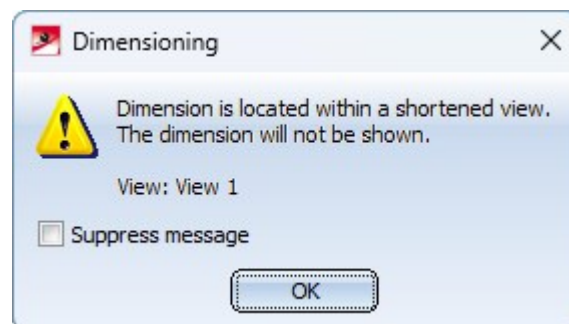 Dimensioning
Dimension is located within a shortened view.
The dimension will not be shown.
View: View 1
Suppress message
OK